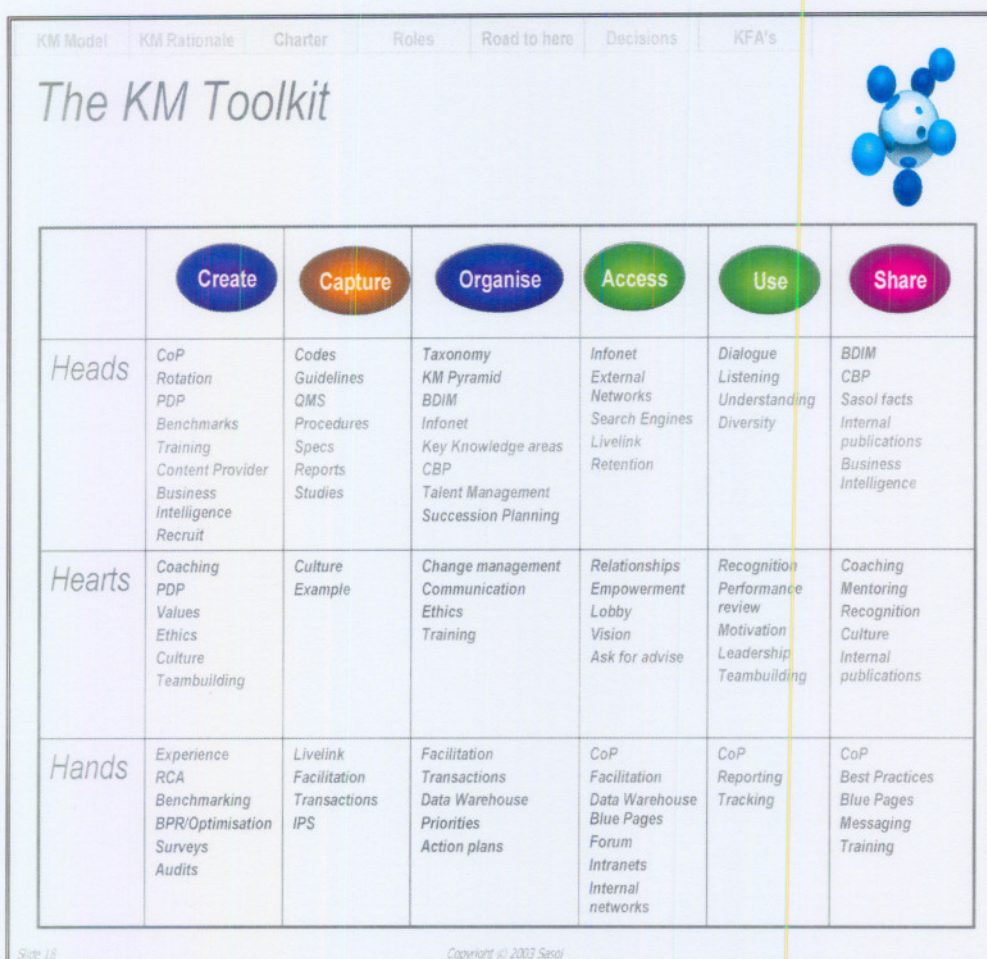 KM Model KM Rationale Charter Roles Road to here Decisions KFA's
The KM Toolkit
Create Capture Organise Access Use Share
Heads
CoP
Rotation
PDP
Benchmarks
Training
Content Provider
Business
Intelligence
Recruit
Codes
Guidelines
QMS
Procedures
Specs
Reports
Studies
Taxonomy
KM Pyramid
BDIM
Infonet
Key Knowledge areas
CBP
Talent Management
Succession Planning
Infonet
External
Networks
Search Engines
Livelink
Retention
Dialogue
Listening
Understanding
Diversity
BDIM
CBP
Sasol facts
Internal
publications
Business
Intelligence
Hearts
Coaching
PDP
Values
Ethics
Culture
Teambuilding
Culture
Example
Change management
Communication
Ethics
Training
Relationships
Empowerment
Lobby
Vision
Ask for advise
Recognition
Performance
review
Motivation
Leadership
Teambuilding
Coaching
Mentoring
Recognition
Culture
Internal
publications
Hands
Experience
RCA
Benchmarking
BPR/Optimisation
Surveys
Audits
Livelink
Facilitation
Transactions
IPS
Facilitation
Transactions
Data Warehouse
Priorities
Action plans
CoP
Facilitation
Data Warehouse
Blue Pages
Forum
Intranets
Internal
networks
CoP
Reporting
Tracking
CoP
Best Practices
Blue Pages
Messaging
Training
Slide 18 Copyright © 2003 Sasol